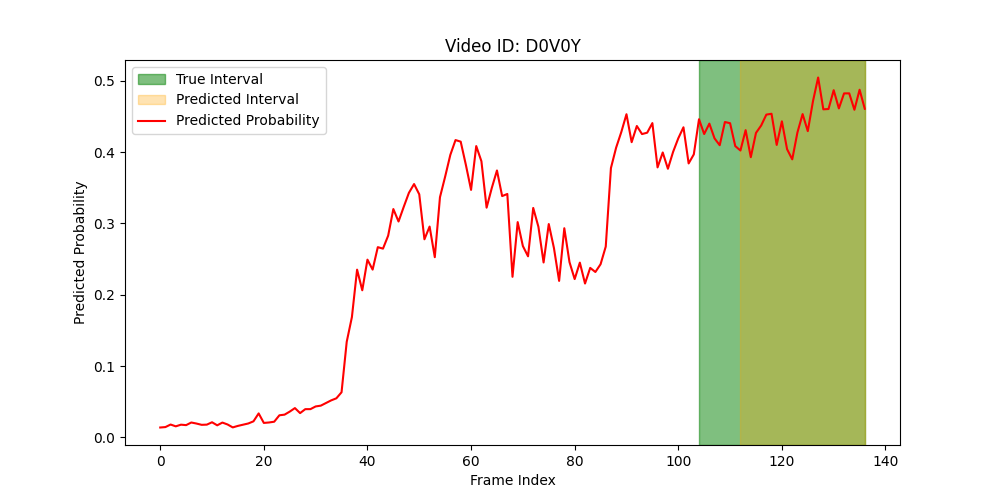 Video ID: D0V0Y
True Interval
Predicted Interval
Predicted Probability
Predicted Probability
0.5
0.4
0.3
0.2
0.1
0.0
0 20 40 60 80 100 120 140
Frame Index